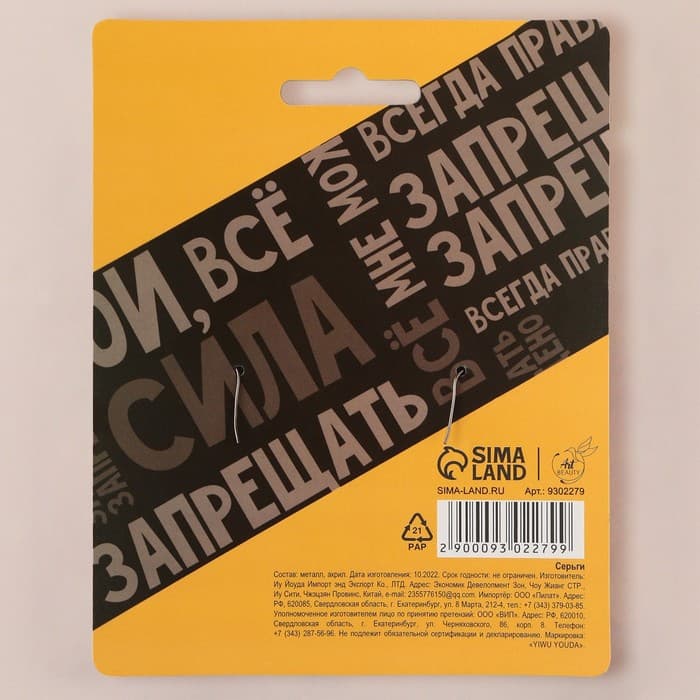 ВСЕГДА ПРАВ
МНЕ МОЖ
ЗАПРЕЩ
ЗАПРЕЩ
ОЙ, ВСЁ
СИЛА
ВСЁ
ВСЕГДА ПРАВ
АТЬ
ДЕНО
ЗАПРЕЩАТЬ
SIMA LAND
Art BEAUTY
SIMA-LAND.RU Арт.: 9302279
21
PAP
2 900093 022799
Серьги
Состав: металл, акрил. Дата изготовления: 10.2022. Срок годности: не ограничен. Изготовитель:
Иу Йоуда Импорт энд Экспорт Ко., ЛТД. Адрес: Экономик Девелопмент Зон, Чоу Жианг СТР.,
Иу Сити, Чжэцзян Провинс, Китай, e-mail: 2355776150@qq.com. Импортёр: ООО «Пилат». Адрес:
РФ, 620085, Свердловская область, г. Екатеринбург, ул. 8 Марта, 212-4, тел.: +7 (343) 379-03-85.
Уполномоченное изготовителем лицо по принятию претензий: ООО «ВИП». Адрес: РФ, 620010,
Свердловская область, г. Екатеринбург, ул. Черняховского, 86, корп. 8. Телефон:
+7 (343) 287-56-96. Не подлежит обязательной сертификации и декларированию. Маркировка:
«YIWU YOUDA»